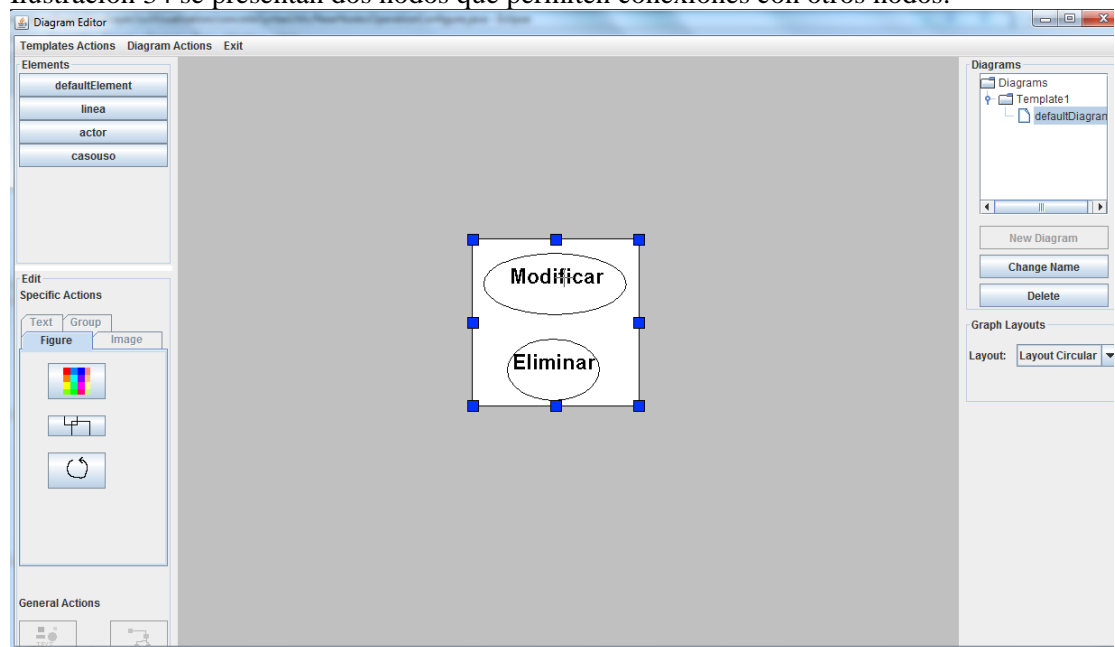 Ilustración 34 se presentan dos nodos que permiten conexiones con otros nodos.
Diagram Editor
Templates Actions Diagram Actions Exit
Elements
defaultElement
linea
actor
casouso
Edit
Specific Actions
Text Group
Figure Image
General Actions
Modificar
Eliminar
Diagrams
Diagrams
Template1
defaultDiagran
New Diagram
Change Name
Delete
Graph Layouts
Layout: Layout Circular